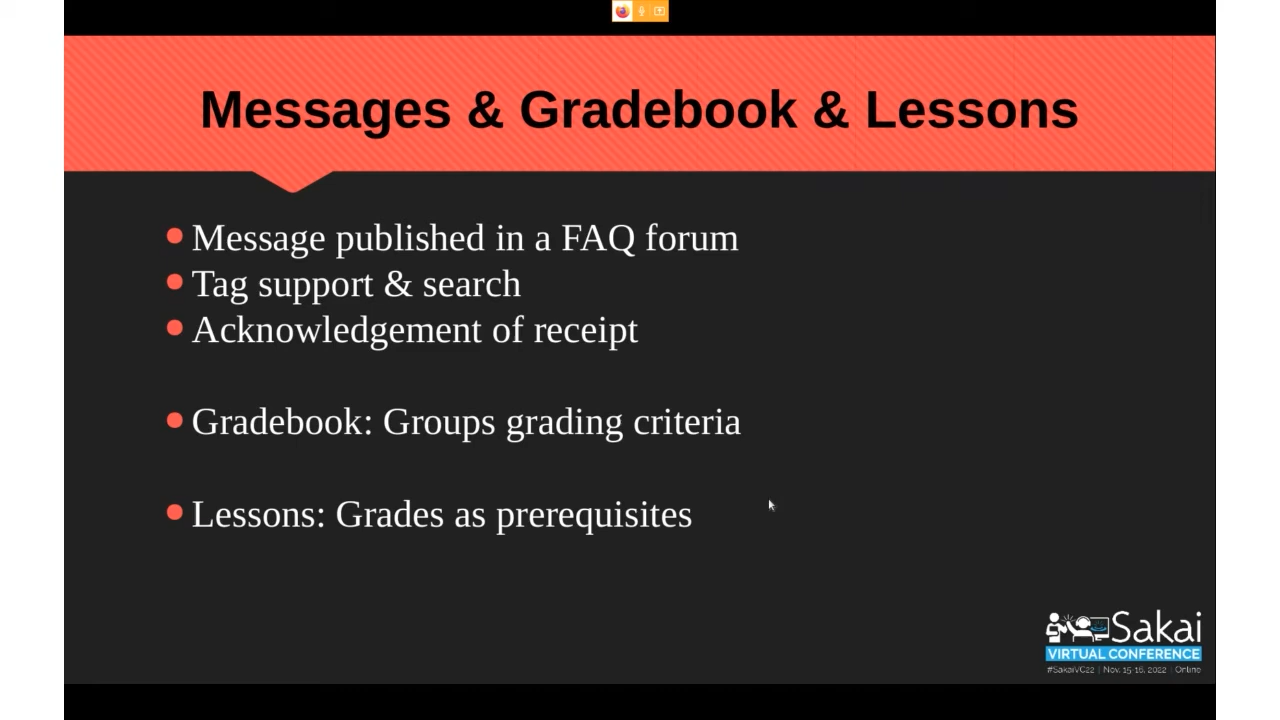 Messages & Gradebook & Lessons
Message published in a FAQ forum
Tag support & search
Acknowledgement of receipt
Gradebook: Groups grading criteria
Lessons: Grades as prerequisites
Sakai
VIRTUAL CONFERENCE
#SakaiVC22 | Nov. 15-16, 2022 | Online